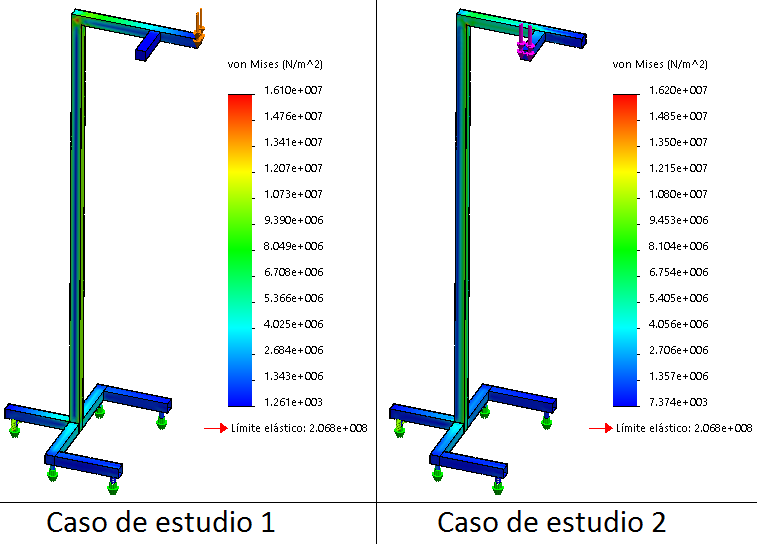 von Mises (N/m^2)
1.610e+007
1.476e+007
1.341e+007
1.207e+007
1.073e+007
9.390e+006
8.049e+006
6.708e+006
5.366e+006
4.025e+006
2.684e+006
1.343e+006
1.261e+003
Límite elástico: 2.068e+008
Caso de estudio 1
von Mises (N/m^2)
1.620e+007
1.485e+007
1.350e+007
1.215e+007
1.080e+007
9.453e+006
8.104e+006
6.754e+006
5.405e+006
4.056e+006
2.706e+006
1.357e+006
7.374e+003
Límite elástico: 2.068e+008
Caso de estudio 2